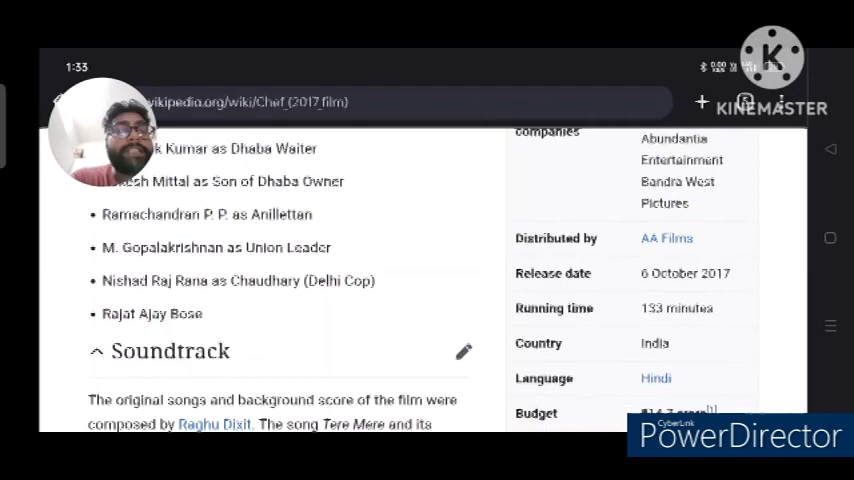 1:33
KINEMASTER
wikipedia.org/wiki/Chef_(2017_film)
Kumar as Dhaba Waiter
Mittal as Son of Dhaba Owner
• Ramachandran P. P. as Anillettan
• M. Gopalakrishnan as Union Leader
• Nishad Raj Rana as Chaudhary (Delhi Cop)
• Rajat Ajay Bose
Soundtrack
The original songs and background score of the film were
composed by Raghu Dixit. The song Tere Mere and its
companies
Abundantia
Entertainment
Bandra West
Pictures
Distributed by AA Films
Release date 6 October 2017
Running time 133 minutes
Country India
Language Hindi
Budget
[1]
CyberLink
PowerDirector